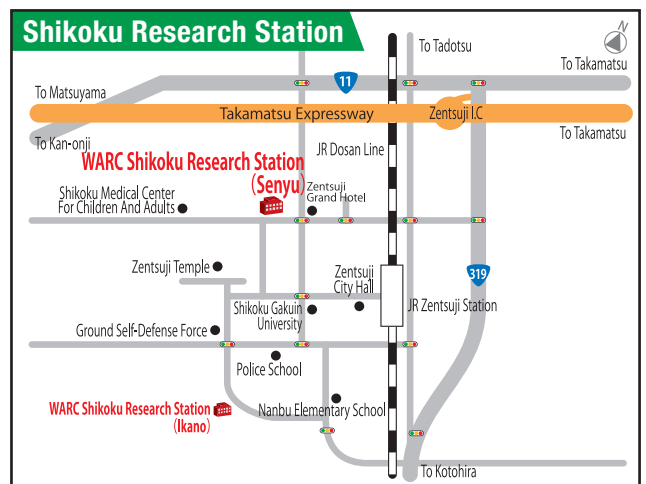 Shikoku Research Station
N
To Tadotsu
To Takamatsu
11
To Matsuyama
Takamatsu Expressway
Zentsuji I.C
To Takamatsu
To Kan-onji
JR Dosan Line
WARC Shikoku Research Station
(Senyu)
Zentsuji
Grand Hotel
Shikoku Medical Center
For Children And Adults
Zentsuji Temple
Zentsuji
City Hall
319
JR Zentsuji Station
Shikoku Gakuin
University
Ground Self-Defense Force
Police School
WARC Shikoku Research Station
(Ikano)
Nanbu Elementary School
To Kotohira